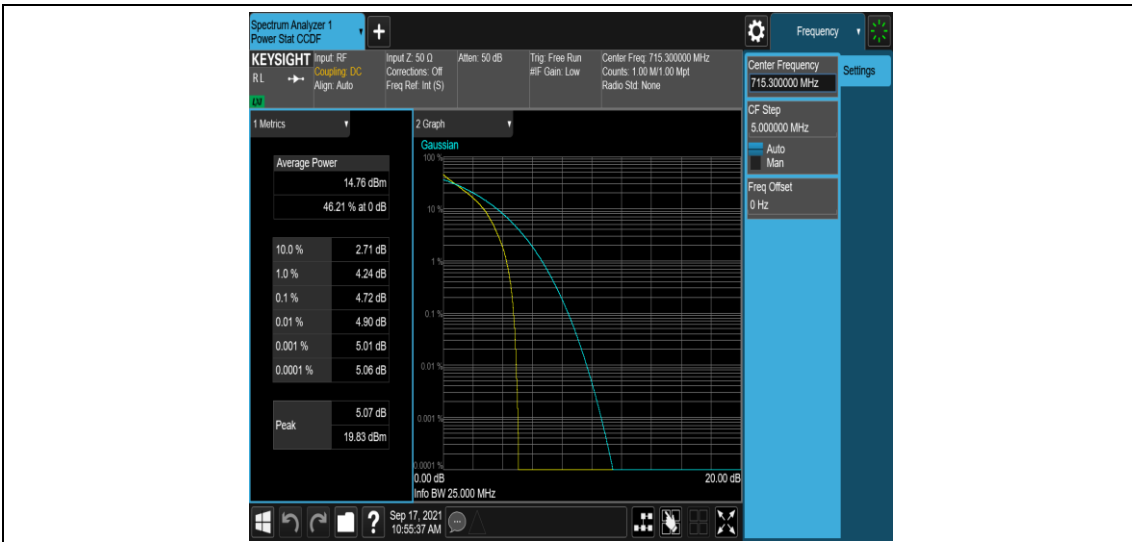 Spectrum Analyzer 1
Power Stat CCDF
+
Frequency
KEYSIGHT
RL
LXI
Input: RF
Coupling: DC
Align: Auto
Input Z: 50 Ω
Corrections: Off
Freq Ref: Int (S)
Atten: 50 dB
Trig: Free Run
#IF Gain: Low
Center Freq: 715.300000 MHz
Counts: 1.00 M/1.00 Mpt
Radio Std: None
Center Frequency
715.300000 MHz
Settings
CF Step
5.000000 MHz
Auto
Man
Freq Offset
0 Hz
1 Metrics
Average Power
14.76 dBm
46.21 % at 0 dB
10.0 % 2.71 dB
1.0 % 4.24 dB
0.1 % 4.72 dB
0.01 % 4.90 dB
0.001 % 5.01 dB
0.0001 % 5.06 dB
Peak
5.07 dB
19.83 dBm
2 Graph
Gaussian
100 %
10 %
1 %
0.1 %
0.01 %
0.001 %
0.0001 %
0.00 dB 20.00 dB
Info BW 25.000 MHz
?
Sep 17, 2021
10:55:37 AM